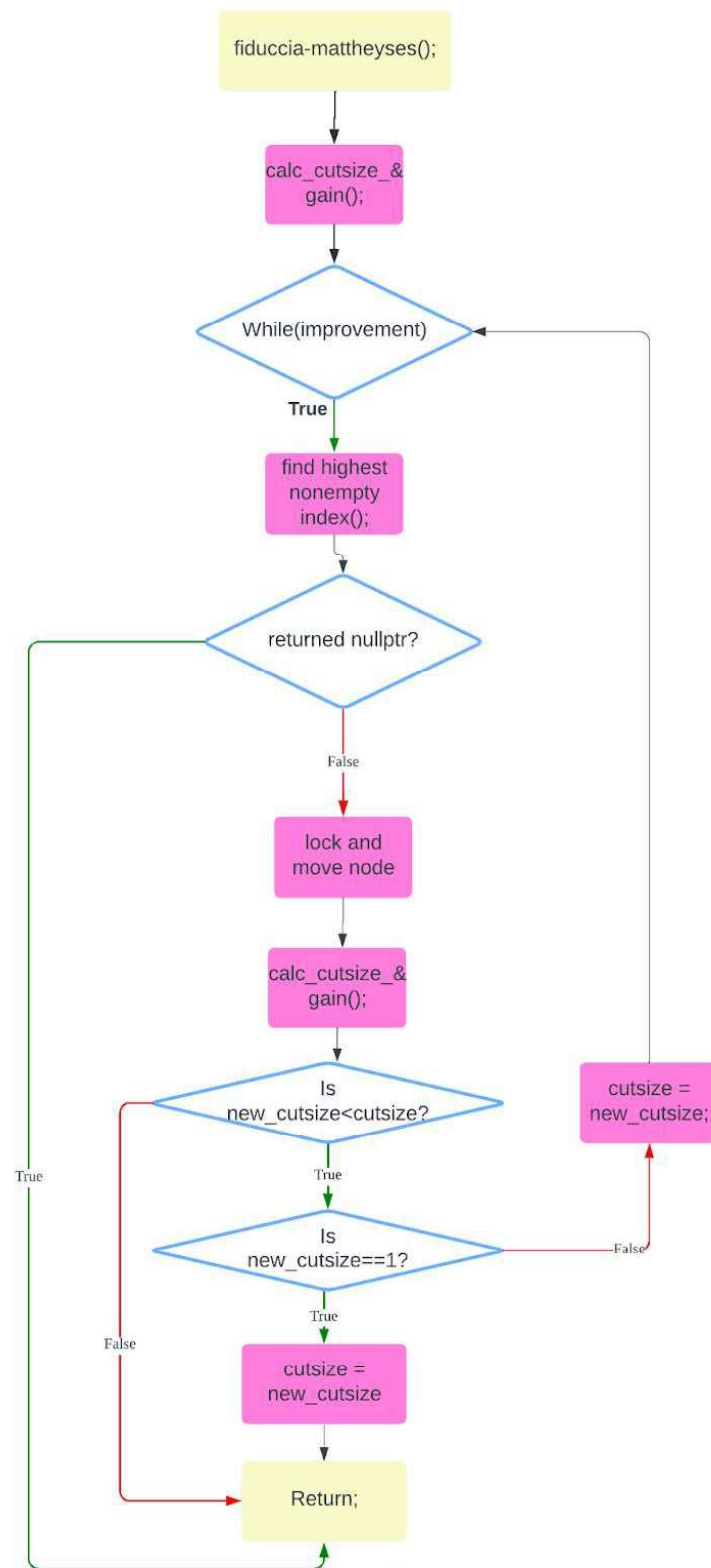 fiduccia-mattheyses();
calc_cutsize_&
gain();
While(improvement)
True
find highest
nonempty
index();
returned nullptr?
False
lock and
move node
calc_cutsize_&
gain();
Is
new_cutsize<cutsize?
cutsize =
new_cutsize;
True
True
Is
new_cutsize==1?
False
True
False
cutsize =
new_cutsize
Return;